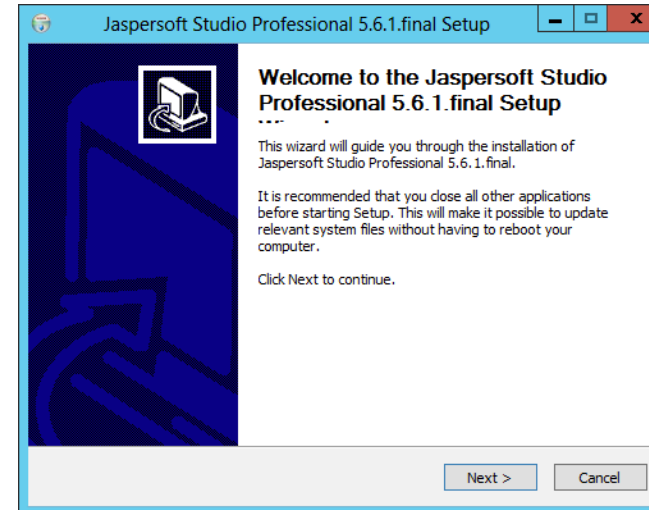 Jaspersoft Studio Professional 5.6.1.final Setup
Welcome to the Jaspersoft Studio
Professional 5.6.1.final Setup
This wizard will guide you through the installation of
Jaspersoft Studio Professional 5.6.1.final.
It is recommended that you close all other applications
before starting Setup. This will make it possible to update
relevant system files without having to reboot your
computer.
Click Next to continue.
Next >
Cancel